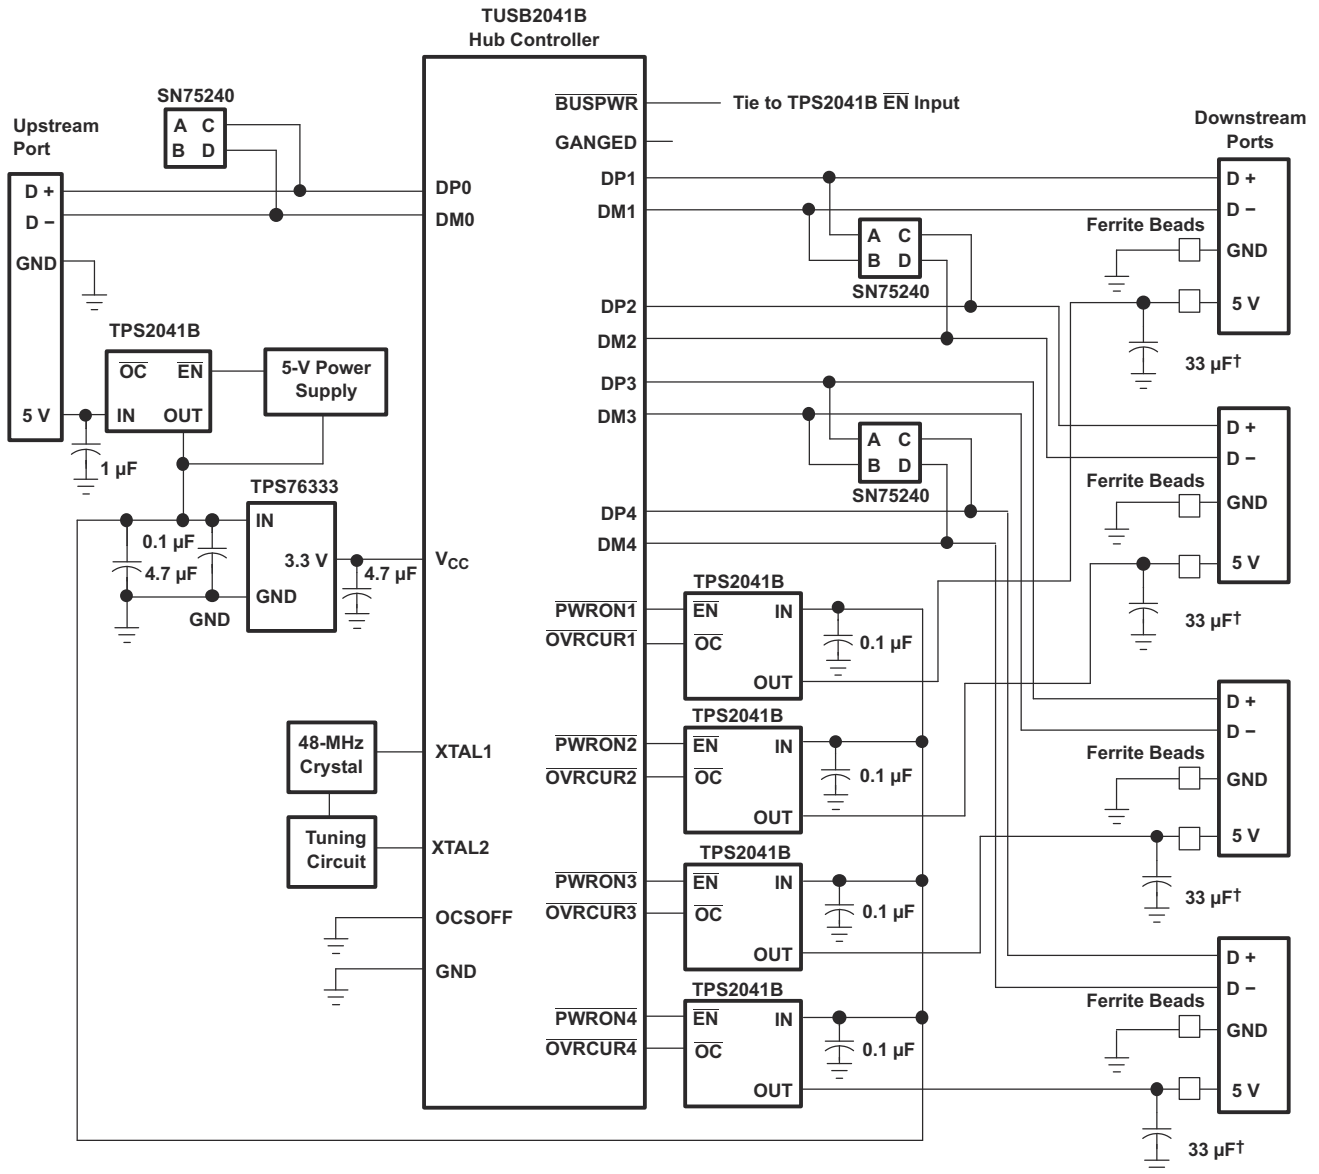 TUSB2041B
Hub Controller
SN75240
A C
B D
Upstream
Port
D +
D −
GND
5 V
TPS2041B
OC EN
IN OUT
5-V Power
Supply
1 µF
TPS76333
IN
3.3 V
GND
0.1 µF
4.7 µF
GND
4.7 µF
48-MHz
Crystal
Tuning
Circuit
DP0
DM0
VCC
XTAL1
XTAL2
OCSOFF
GND
BUSPWR
Tie to TPS2041B EN Input
GANGED
DP1
DM1
A C
B D
SN75240
DP2
DM2
DP3
DM3
A C
B D
SN75240
DP4
DM4
PWRON1
OVRCUR1
TPS2041B
EN IN
OC
OUT
0.1 µF
PWRON2
OVRCUR2
TPS2041B
EN IN
OC
OUT
0.1 µF
PWRON3
OVRCUR3
TPS2041B
EN IN
OC
OUT
0.1 µF
PWRON4
OVRCUR4
TPS2041B
EN IN
OC
OUT
0.1 µF
Downstream
Ports
D +
D −
Ferrite Beads
GND
5 V
33 µF†
D +
D −
Ferrite Beads
GND
5 V
33 µF†
D +
D −
Ferrite Beads
GND
5 V
33 µF†
D +
D −
Ferrite Beads
GND
5 V
33 µF†